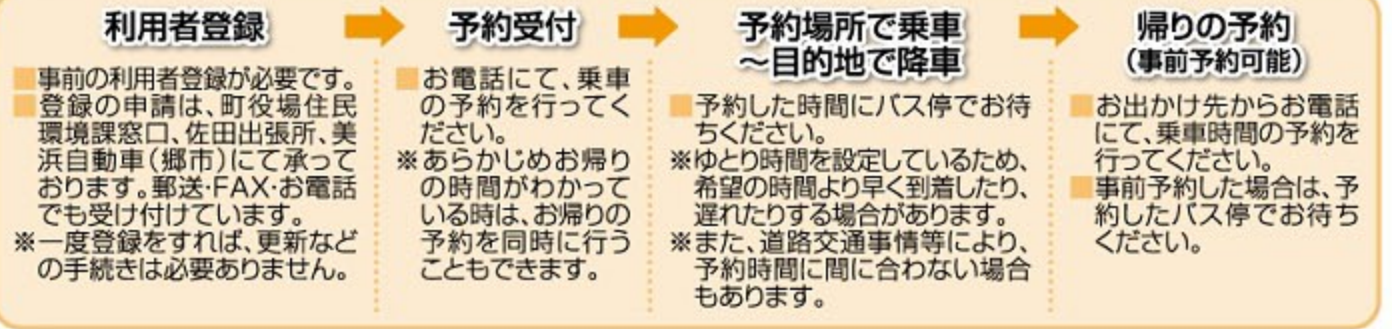 利用者登録
■事前の利用者登録が必要です。
■登録の申請は、町役場住民
環境課窓口、佐田出張所、美
浜自動車(郷市)にて承って
おります。郵送・FAX・お電話
でも受け付けています。
※一度登録をすれば、更新など
の手続きは必要ありません。
予約受付
■お電話にて、乗車
の予約を行ってく
ださい。
※あらかじめお帰り
の時間がわかって
いる時は、お帰りの
予約を同時に行う
こともできます。
予約場所で乗車
～目的地で降車
■予約した時間にバス停でお待
ちください。
※ゆとり時間を設定しているため、
希望の時間より早く到着したり、
遅れたりする場合があります。
※また、道路交通事情等により、
予約時間に間に合わない場合
もあります。
帰りの予約
(事前予約可能)
■お出かけ先からお電話
にて、乗車時間の予約を
行ってください。
■事前予約した場合は、予
約したバス停でお待ち
ください。